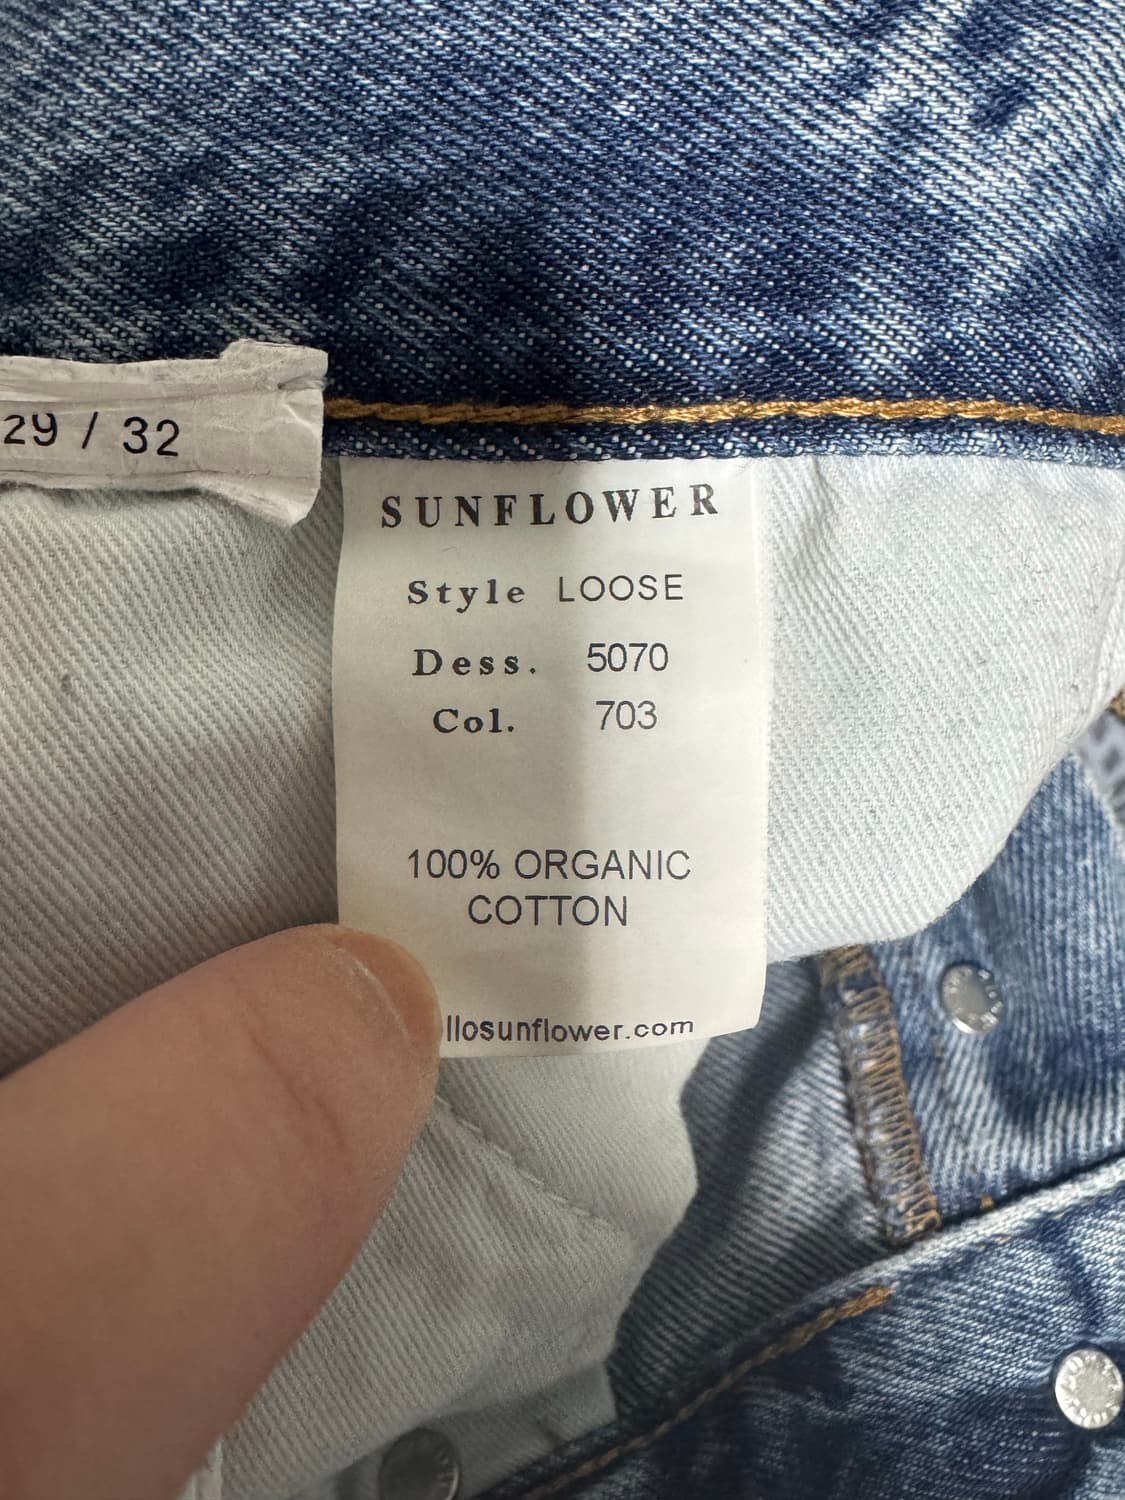 29 / 32
SUNFLOWER
Style LOOSE
Dess. 5070
Col. 703
100% ORGANIC
COTTON
llosunflower.com